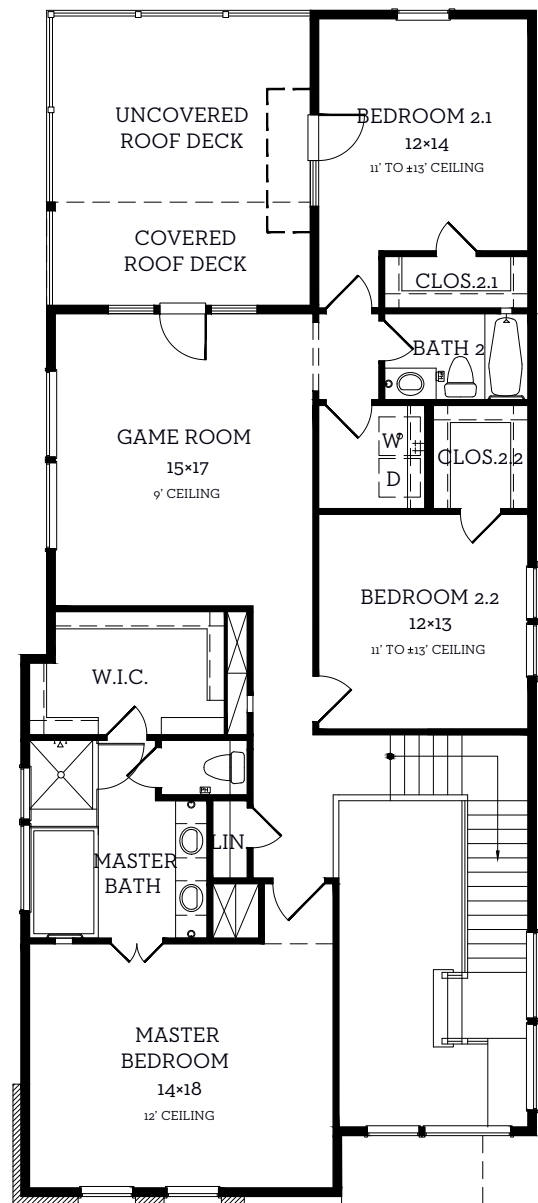 UNCOVERED
ROOF DECK
BEDROOM 2.1
12×14
11' TO ±13' CEILING
COVERED
ROOF DECK
CLOS.2.1
BATH 2
GAME ROOM
15×17
9' CEILING
W
D
CLOS.2.2
BEDROOM 2.2
12×13
11' TO ±13' CEILING
W.I.C.
LIN.
MASTER
BATH
MASTER
BEDROOM
14×18
12' CEILING